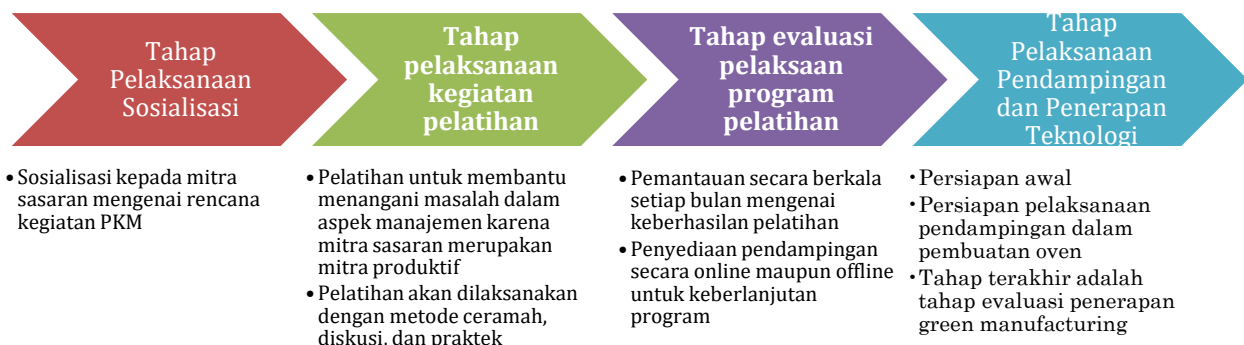 Tahap
Pelaksanaan
Sosialisasi
• Sosialisasi kepada mitra
sasaran mengenai rencana
kegiatan PKM
Tahap
pelaksanaan
kegiatan
pelatihan
• Pelatihan untuk membantu
menangani masalah dalam
aspek manajemen karena
mitra sasaran merupakan
mitra produktif
• Pelatihan akan dilaksanakan
dengan metode ceramah,
diskusi, dan praktek
Tahap evaluasi
pelaksaan
program
pelatihan
• Pemantauan secara berkala
setiap bulan mengenai
keberhasilan pelatihan
• Penyediaan pendampingan
secara online maupun offline
untuk keberlanjutan
program
Tahap
Pelaksanaan
Pendampingan
dan Penerapan
Teknologi
• Persiapan awal
• Persiapan pelaksanaan
pendampingan dalam
pembuatan oven
• Tahap terakhir adalah
tahap evaluasi penerapan
green manufacturing